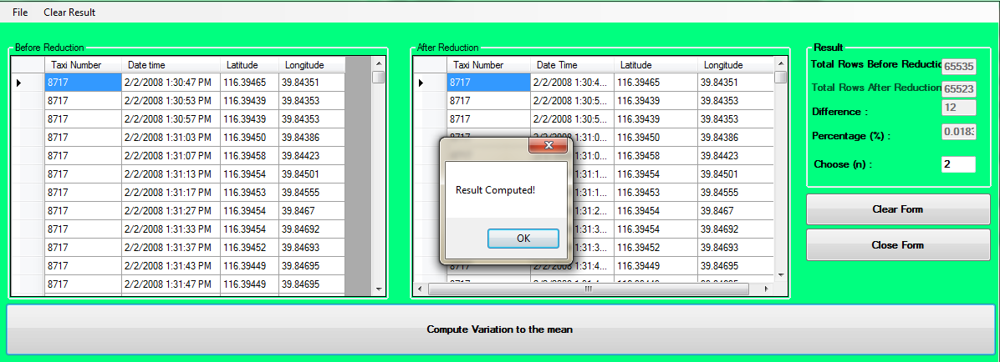 File Clear Result
Before Reduction
Taxi Number Date time Latitude Longitude
8717 2/2/2008 1:30:47 PM 116.39465 39.84351
8717 2/2/2008 1:30:53 PM 116.39439 39.84353
8717 2/2/2008 1:30:57 PM 116.39439 39.84353
8717 2/2/2008 1:31:03 PM 116.39450 39.84386
8717 2/2/2008 1:31:07 PM 116.39458 39.84423
8717 2/2/2008 1:31:13 PM 116.39454 39.84501
8717 2/2/2008 1:31:17 PM 116.39453 39.84555
8717 2/2/2008 1:31:27 PM 116.39454 39.8467
8717 2/2/2008 1:31:33 PM 116.39454 39.84692
8717 2/2/2008 1:31:37 PM 116.39452 39.84693
8717 2/2/2008 1:31:43 PM 116.39449 39.84695
8717 2/2/2008 1:31:47 PM 116.39449 39.84695
After Reduction
Taxi Number Date Time Latitude Longitude
8717 2/2/2008 1:30:4... 116.39465 39.84351
8717 2/2/2008 1:30:5... 116.39439 39.84353
8717 2/2/2008 1:30:5... 116.39439 39.84353
8717 2/2/2008 1:31:0... 116.39450 39.84386
1:31:0... 116.39458 39.84423
1:31:1... 116.39454 39.84501
1:31:1... 116.39453 39.84555
1:31:2... 116.39454 39.8467
1:31:3... 116.39454 39.84692
1:31:3... 116.39452 39.84693
8717 2/2/2008 1:31:4... 116.39449 39.84695
Result Computed!
OK
Result
Total Rows Before Reductio 65535
Total Rows After Reduction 65523
Difference : 12
Percentage (%) : 0.0183
Choose (n) : 2
Clear Form
Close Form
Compute Variation to the mean